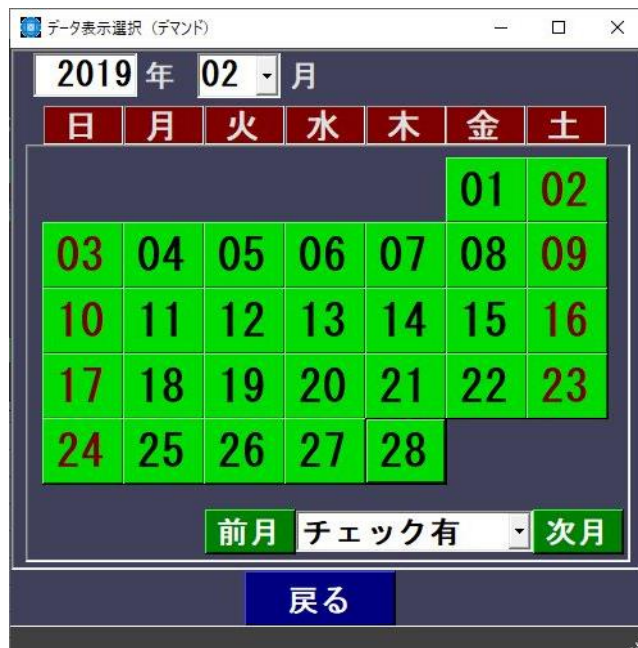 データ表示選択（デマンド）
2019 年 02 月
日 月 火 水 木 金 土
01 02
03 04 05 06 07 08 09
10 11 12 13 14 15 16
17 18 19 20 21 22 23
24 25 26 27 28
前月 チェック有 次月
戻る